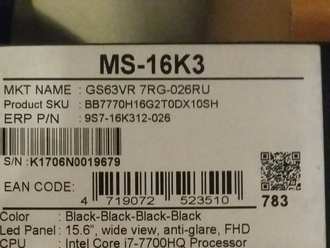 MS-16K3
MKT NAME : GS63VR 7RG-026RU
Product SKU : BB7770H16G2T0DX10SH
ERP P/N : 9S7-16K312-026
S/N : K1706N0019679
EAN CODE:
4 719072 523510
783
Color : Black-Black-Black-Black
Led Panel : 15.6", wide view, anti-glare, FHD
CPU : Intel Core i7-7700HQ Processor